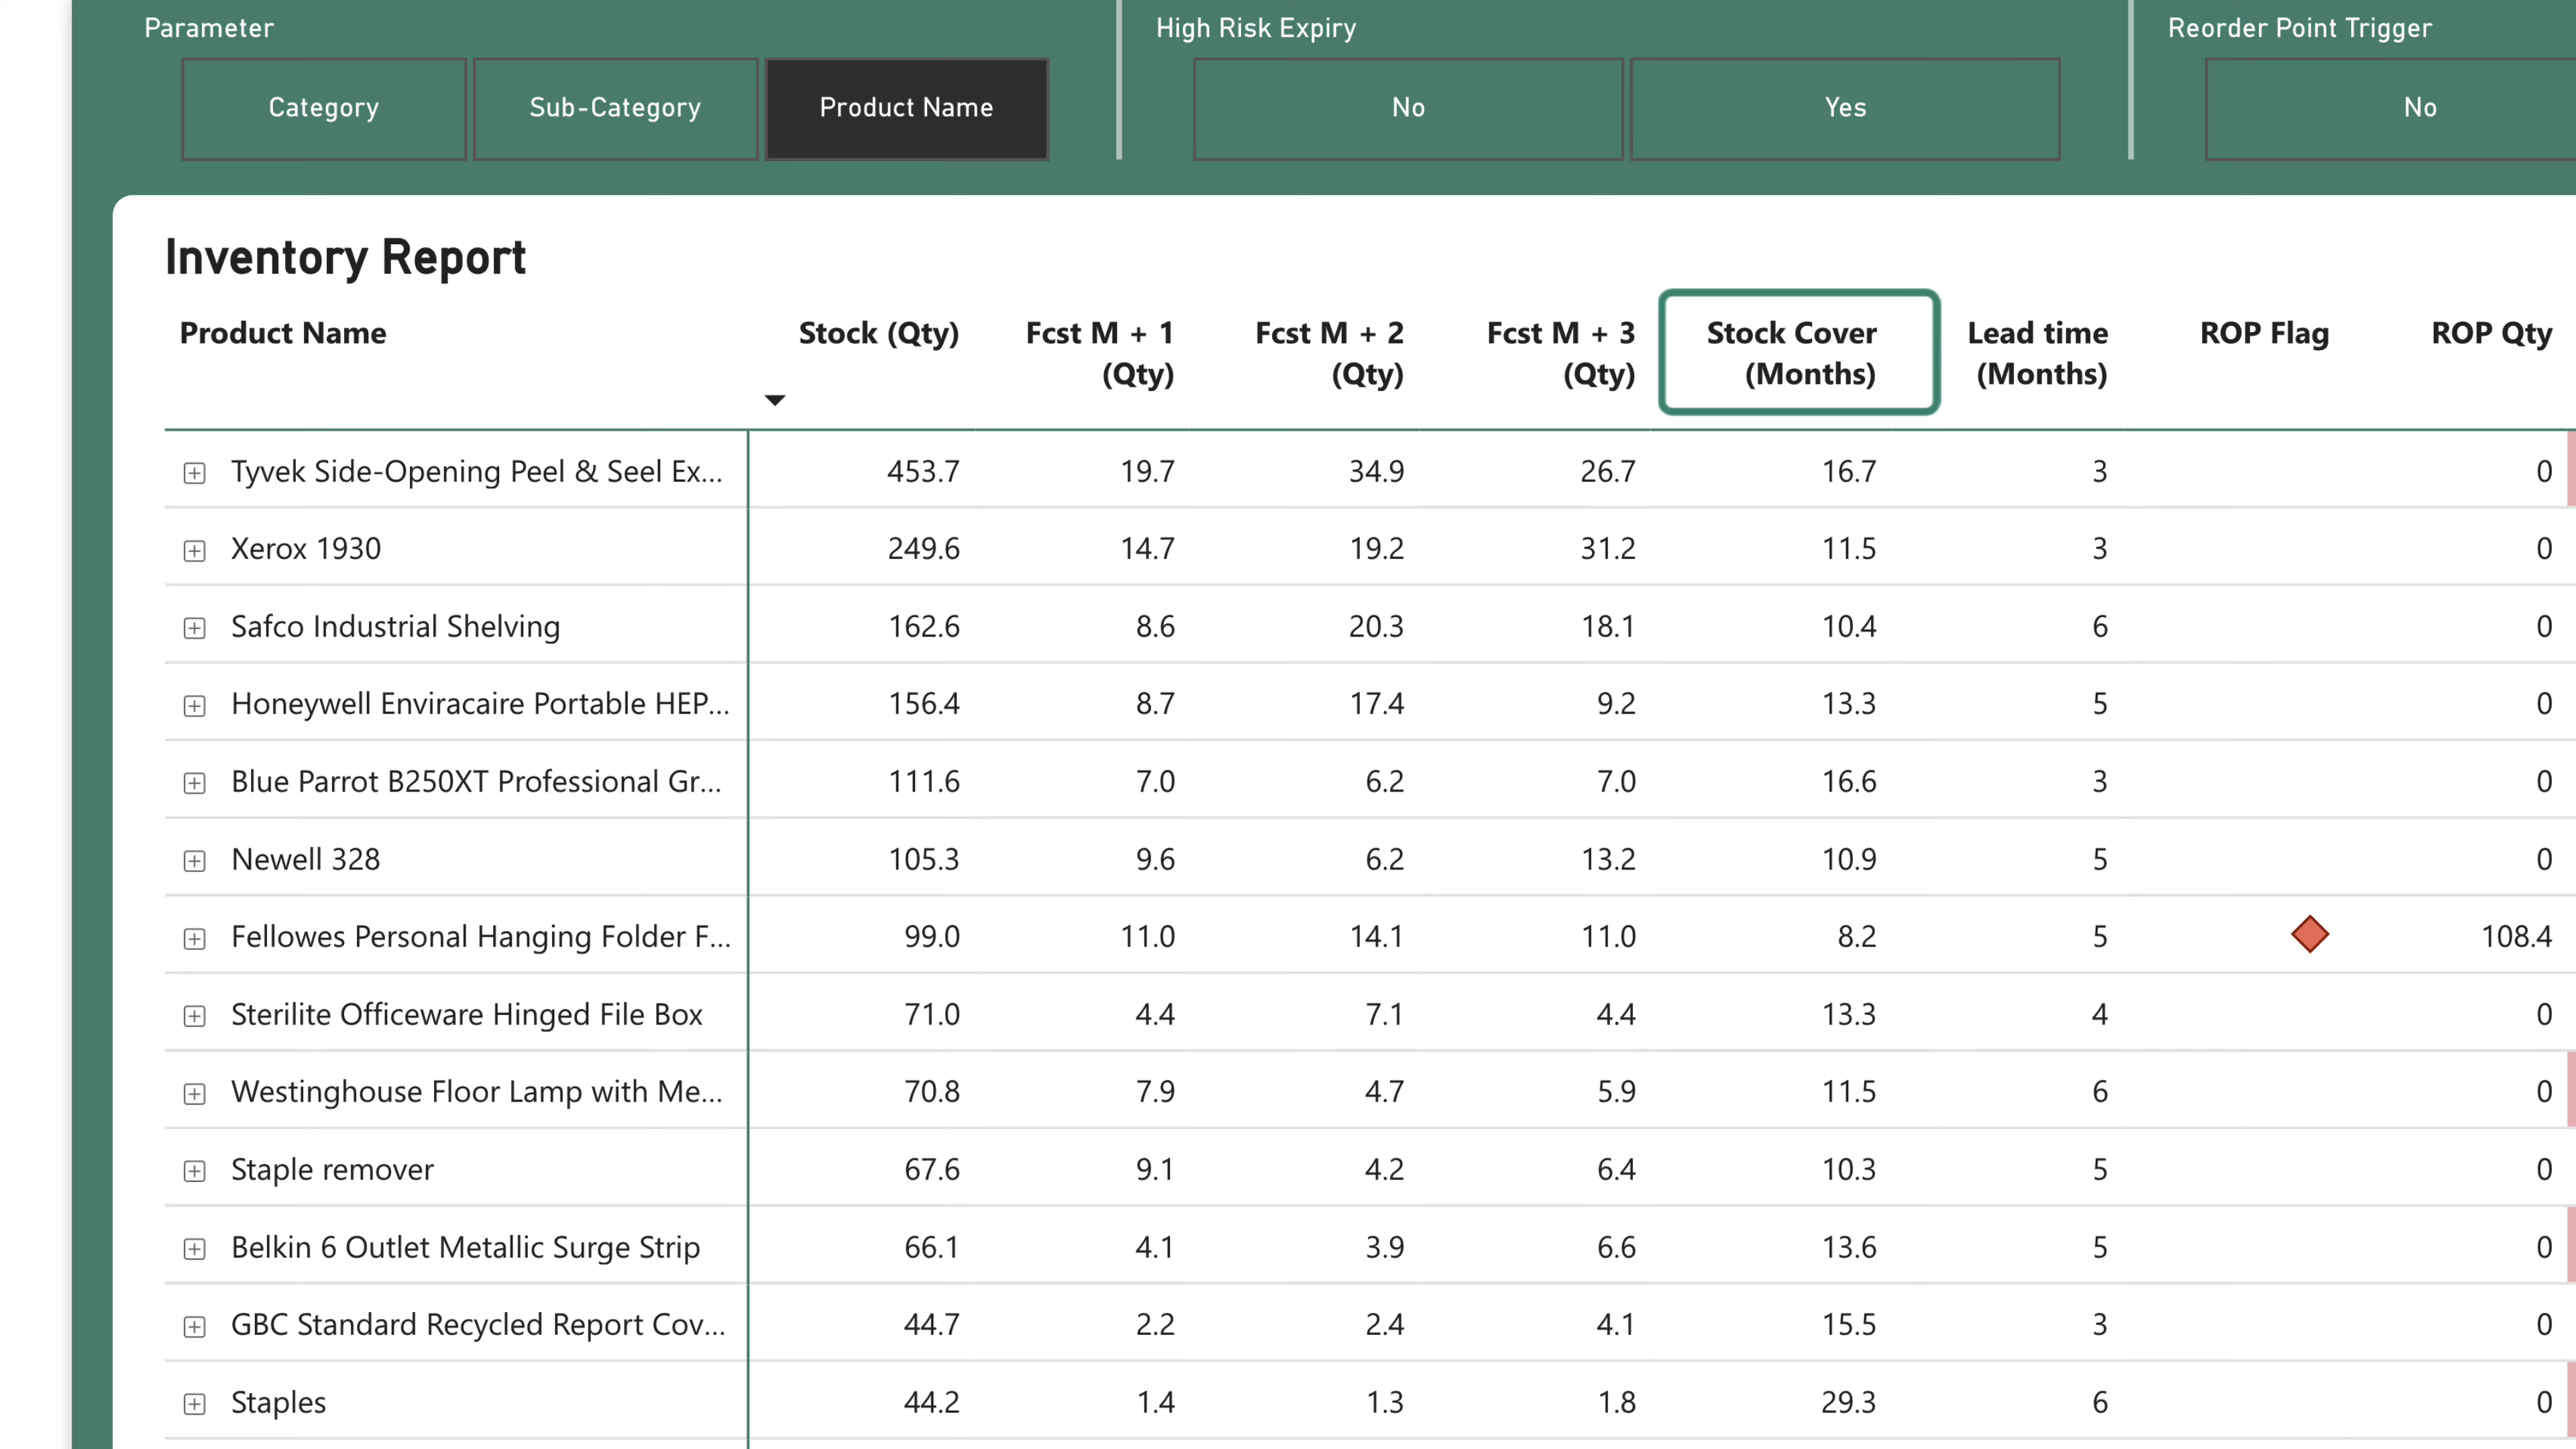 Parameter High Risk Expiry Reorder Point Trigger
Category Sub-Category Product Name No Yes No
Inventory Report
Product Name Stock (Qty) Fcst M + 1 (Qty) Fcst M + 2 (Qty) Fcst M + 3 (Qty) Stock Cover (Months) Lead time (Months) ROP Flag ROP Qty
Tyvek Side-Opening Peel & Seel Ex... 453.7 19.7 34.9 26.7 16.7 3 0
Xerox 1930 249.6 14.7 19.2 31.2 11.5 3 0
Safco Industrial Shelving 162.6 8.6 20.3 18.1 10.4 6 0
Honeywell Enviracaire Portable HEP... 156.4 8.7 17.4 9.2 13.3 5 0
Blue Parrot B250XT Professional Gr... 111.6 7.0 6.2 7.0 16.6 3 0
Newell 328 105.3 9.6 6.2 13.2 10.9 5 0
Fellowes Personal Hanging Folder F... 99.0 11.0 14.1 11.0 8.2 5 108.4
Sterilite Officeware Hinged File Box 71.0 4.4 7.1 4.4 13.3 4 0
Westinghouse Floor Lamp with Me... 70.8 7.9 4.7 5.9 11.5 6 0
Staple remover 67.6 9.1 4.2 6.4 10.3 5 0
Belkin 6 Outlet Metallic Surge Strip 66.1 4.1 3.9 6.6 13.6 5 0
GBC Standard Recycled Report Cov... 44.7 2.2 2.4 4.1 15.5 3 0
Staples 44.2 1.4 1.3 1.8 29.3 6 0